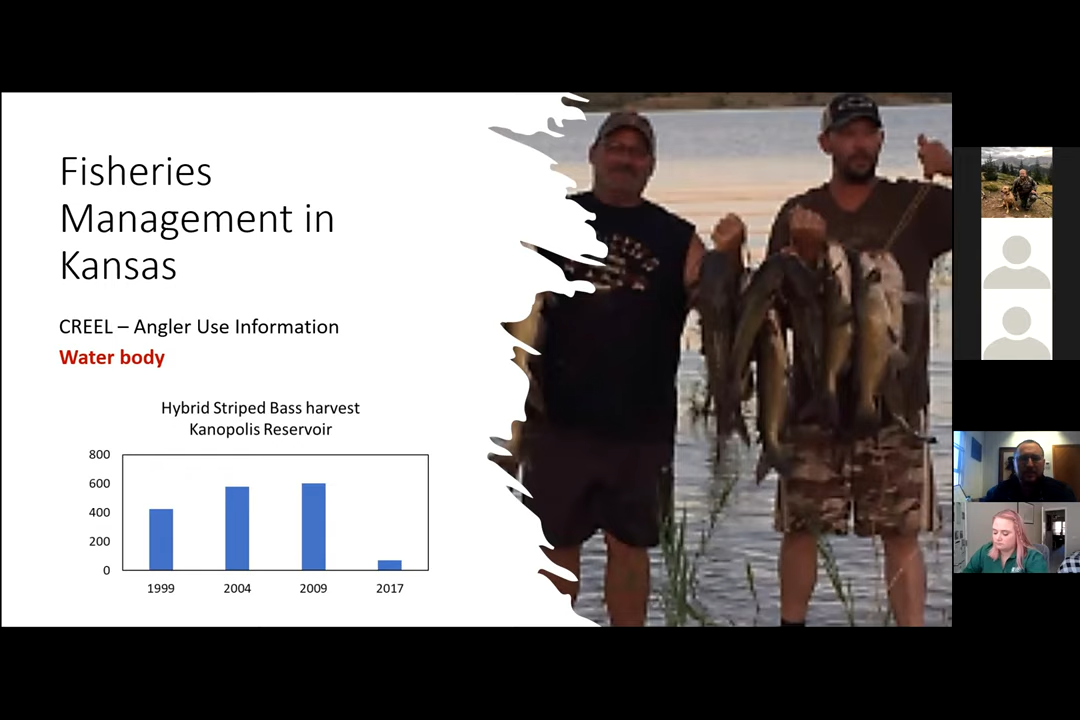 Fisheries
Management in
Kansas
CREEL – Angler Use Information
Water body
Hybrid Striped Bass harvest
Kanopolis Reservoir
800
600
400
200
0
1999 2004 2009 2017